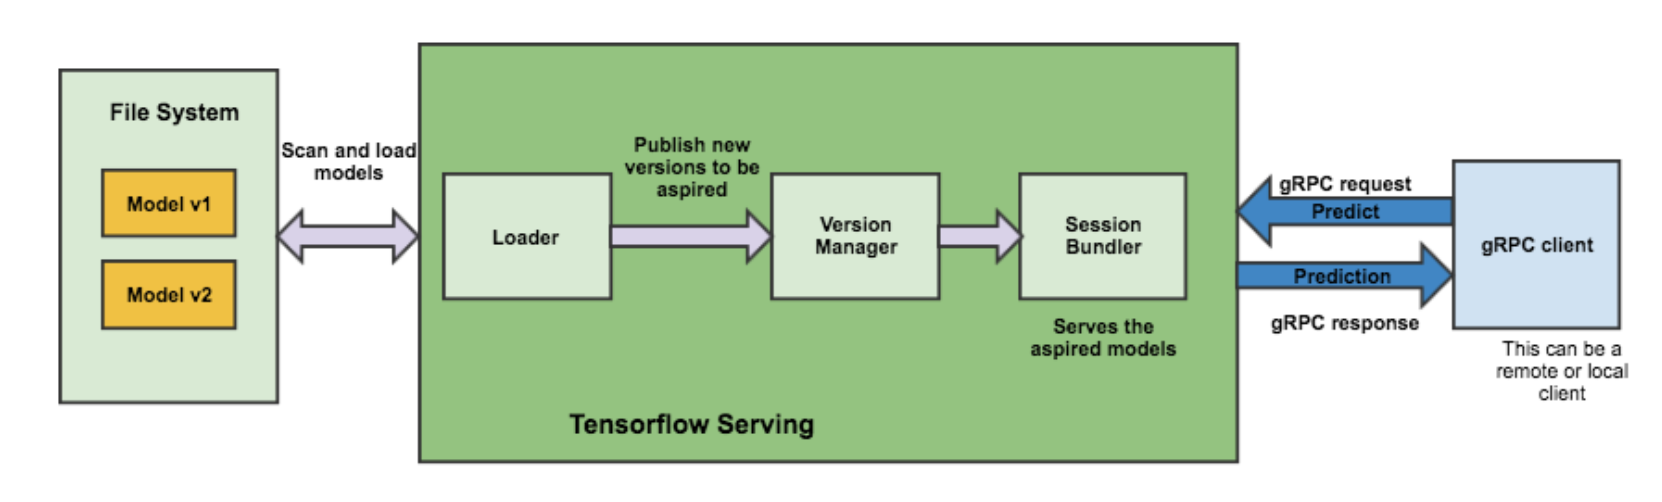 File System
Model v1
Model v2
Scan and load
models
Loader
Publish new
versions to be
aspired
Version
Manager
Session
Bundler
Serves the
aspired models
Tensorflow Serving
gRPC request
Predict
Prediction
gRPC response
gRPC client
This can be a
remote or local
client